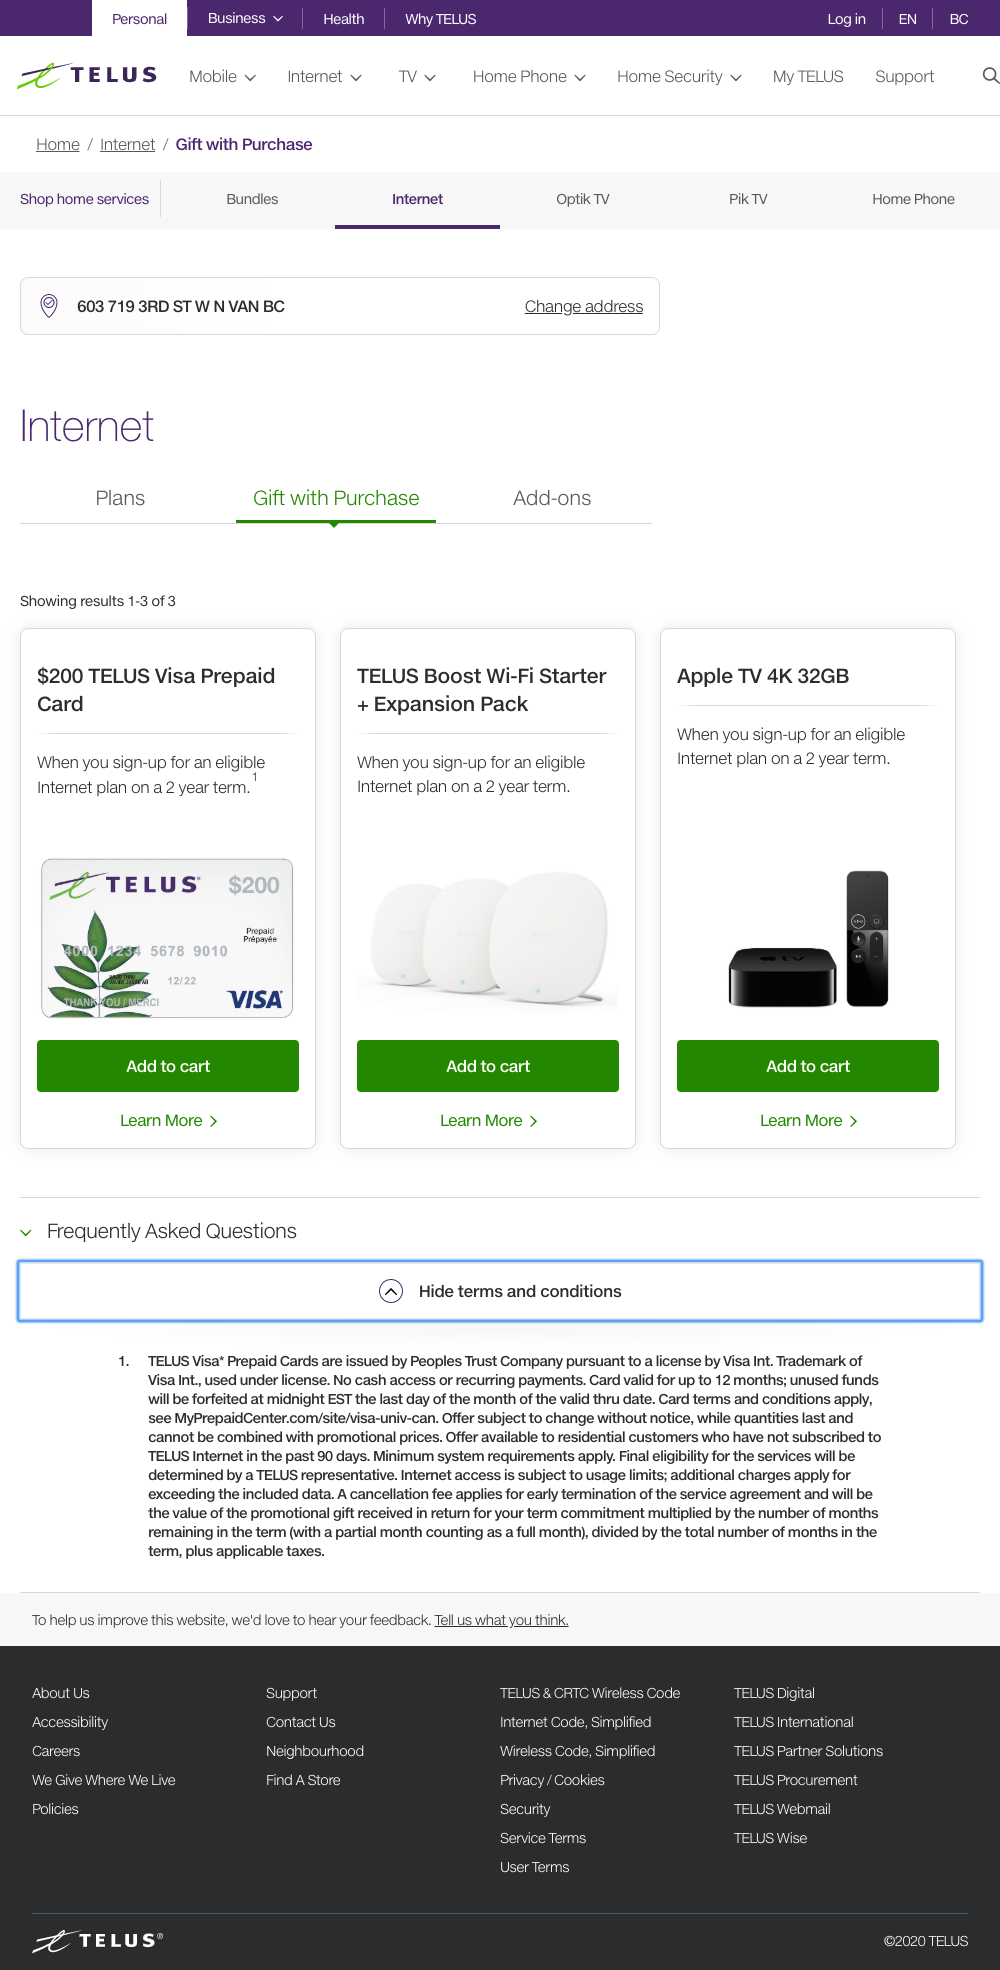 Personal
Business
Health
Why TELUS
Log in
EN
BC
TELUS
Mobile
Internet
TV
Home Phone
Home Security
My TELUS
Support
Home / Internet / Gift with Purchase
Shop home services
Bundles
Internet
Optik TV
Pik TV
Home Phone
603 719 3RD ST W N VAN BC
Change address
Internet
Plans
Gift with Purchase
Add-ons
Showing results 1-3 of 3
$200 TELUS Visa Prepaid
Card
When you sign-up for an eligible
Internet plan on a 2 year term.1
TELUS®
$200
Prepaid
Prépayée
4000 1234 5678 9010
12/22
THANK YOU / MERCI
VISA
Add to cart
Learn More
TELUS Boost Wi-Fi Starter
+ Expansion Pack
When you sign-up for an eligible
Internet plan on a 2 year term.
Add to cart
Learn More
Apple TV 4K 32GB
When you sign-up for an eligible
Internet plan on a 2 year term.
tv
MENU
Add to cart
Learn More
Frequently Asked Questions
Hide terms and conditions
1. TELUS Visa* Prepaid Cards are issued by Peoples Trust Company pursuant to a license by Visa Int. Trademark of
Visa Int., used under license. No cash access or recurring payments. Card valid for up to 12 months; unused funds
will be forfeited at midnight EST the last day of the month of the valid thru date. Card terms and conditions apply,
see MyPrepaidCenter.com/site/visa-univ-can. Offer subject to change without notice, while quantities last and
cannot be combined with promotional prices. Offer available to residential customers who have not subscribed to
TELUS Internet in the past 90 days. Minimum system requirements apply. Final eligibility for the services will be
determined by a TELUS representative. Internet access is subject to usage limits; additional charges apply for
exceeding the included data. A cancellation fee applies for early termination of the service agreement and will be
the value of the promotional gift received in return for your term commitment multiplied by the number of months
remaining in the term (with a partial month counting as a full month), divided by the total number of months in the
term, plus applicable taxes.
To help us improve this website, we'd love to hear your feedback. Tell us what you think.
About Us
Accessibility
Careers
We Give Where We Live
Policies
Support
Contact Us
Neighbourhood
Find A Store
TELUS & CRTC Wireless Code
Internet Code, Simplified
Wireless Code, Simplified
Privacy / Cookies
Security
Service Terms
User Terms
TELUS Digital
TELUS International
TELUS Partner Solutions
TELUS Procurement
TELUS Webmail
TELUS Wise
TELUS®
©2020 TELUS